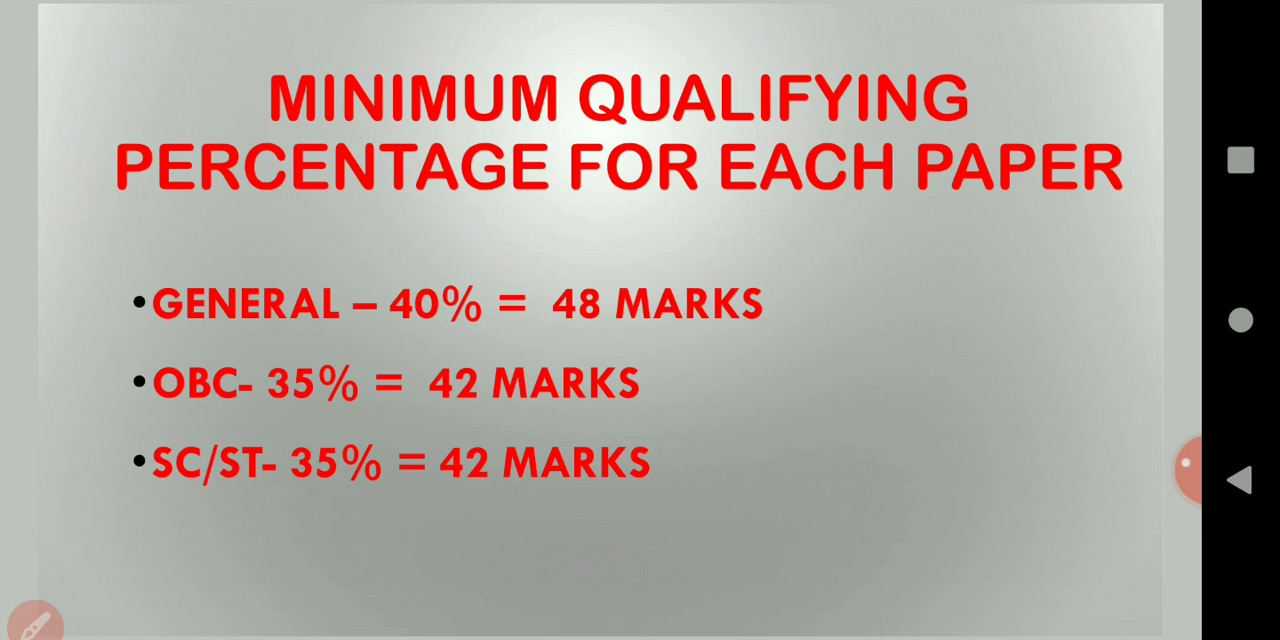 MINIMUM QUALIFYING
PERCENTAGE FOR EACH PAPER
•GENERAL – 40% = 48 MARKS
•OBC- 35% = 42 MARKS
•SC/ST- 35% = 42 MARKS